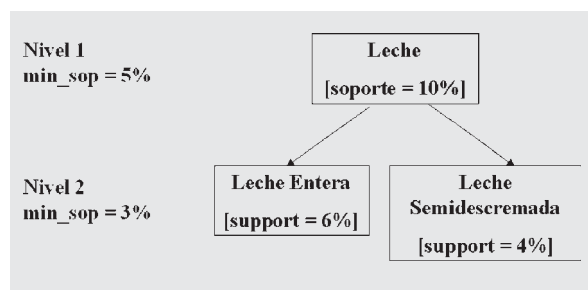 Nivel 1
min_sop = 5%
Leche
[soporte = 10%]
Nivel 2
min_sop = 3%
Leche Entera
[support = 6%]
Leche
Semidescremada
[support = 4%]